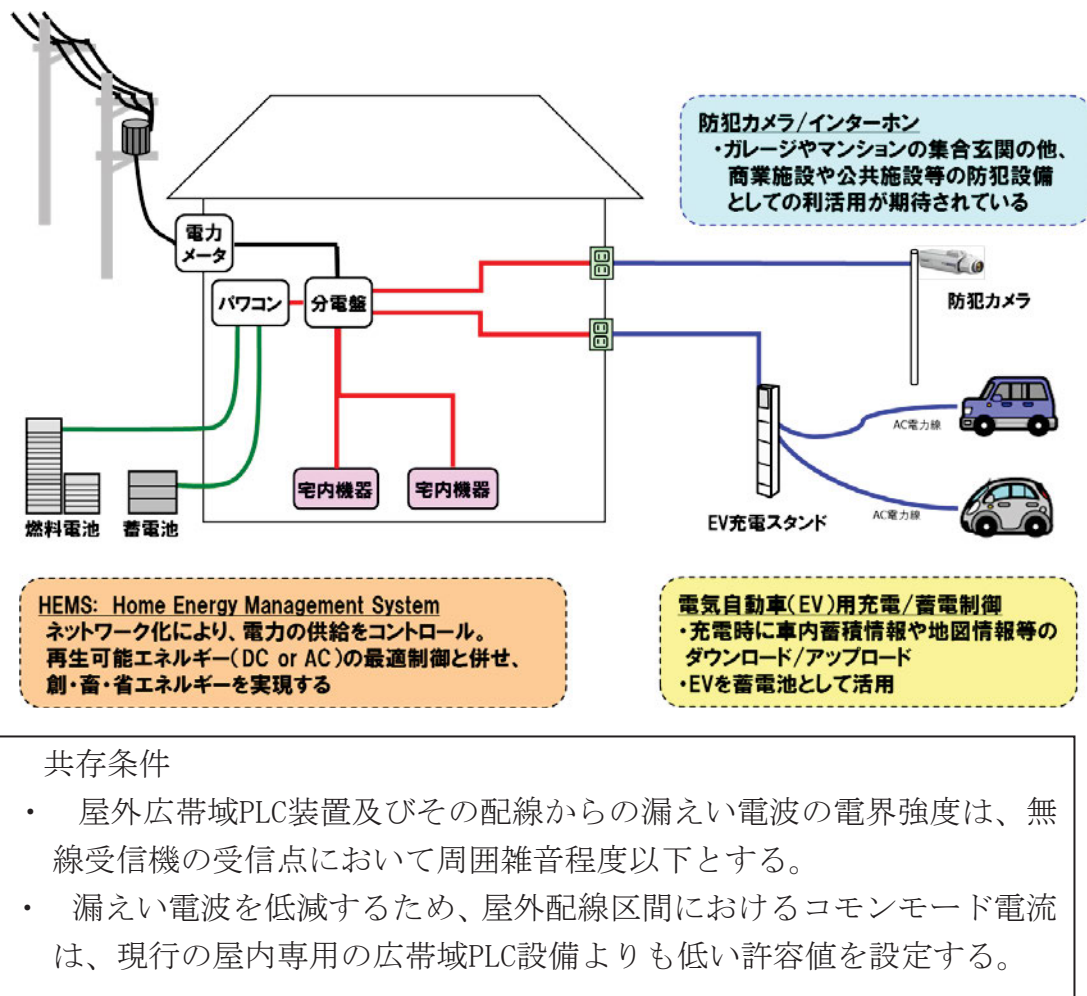 防犯カメラ/インターホン
・ガレージやマンションの集合玄関の他、
商業施設や公共施設等の防犯設備
としての利活用が期待されている
電力
メータ
パワコン
分電盤
防犯カメラ
AC電力線
宅内機器
宅内機器
燃料電池
蓄電池
EV充電スタンド
AC電力線
HEMS: Home Energy Management System
ネットワーク化により、電力の供給をコントロール。
再生可能エネルギー(DC or AC)の最適制御と併せ、
創・畜・省エネルギーを実現する
電気自動車(EV)用充電/蓄電制御
・充電時に車内蓄積情報や地図情報等の
ダウンロード/アップロード
・EVを蓄電池として活用
共存条件
・ 屋外広帯域PLC装置及びその配線からの漏えい電波の電界強度は、無
線受信機の受信点において周囲雑音程度以下とする。
・ 漏えい電波を低減するため、屋外配線区間におけるコモンモード電流
は、現行の屋内専用の広帯域PLC設備よりも低い許容値を設定する。